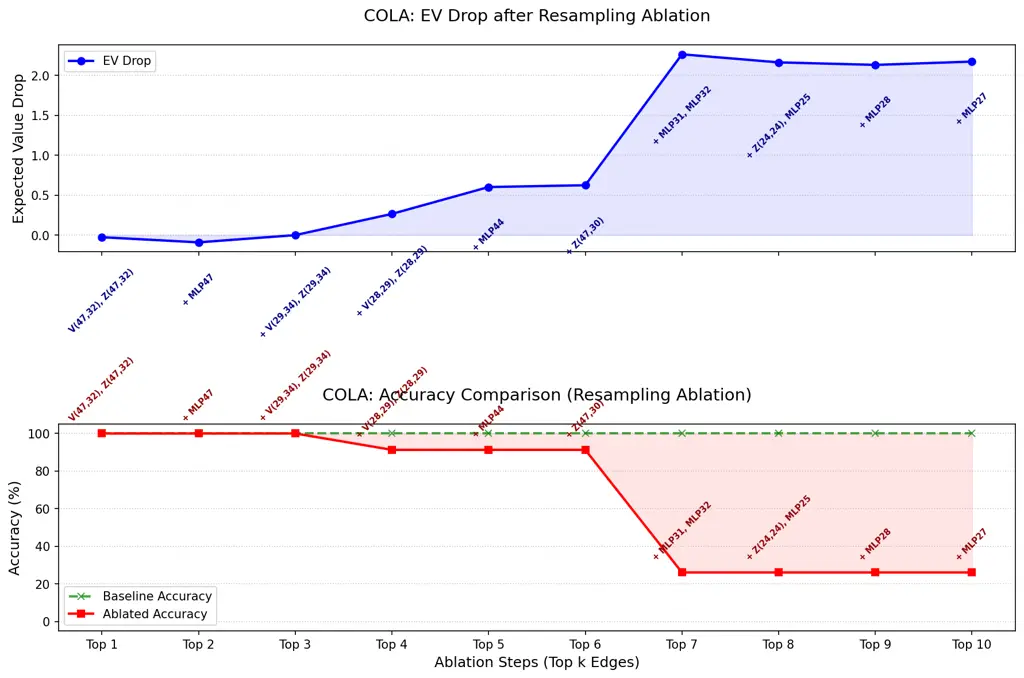 COLA: EV Drop after Resampling Ablation
EV Drop
Expected Value Drop
2.0
1.5
1.0
0.5
0.0
V(47,32), Z(47,32)
+ MLP47
+ V(29,34), Z(29,34)
+ V(28,29), Z(28,29)
+ MLP44
+ Z(47,30)
+ MLP31, MLP32
+ Z(24,24), MLP25
+ MLP28
+ MLP27
COLA: Accuracy Comparison (Resampling Ablation)
V(47,32), Z(47,32)
+ MLP47
+ V(29,34), Z(29,34)
+ V(28,29), Z(28,29)
+ MLP44
+ Z(47,30)
+ MLP31, MLP32
+ Z(24,24), MLP25
+ MLP28
+ MLP27
Accuracy (%)
100
80
60
40
20
0
Baseline Accuracy
Ablated Accuracy
Top 1 Top 2 Top 3 Top 4 Top 5 Top 6 Top 7 Top 8 Top 9 Top 10
Ablation Steps (Top k Edges)